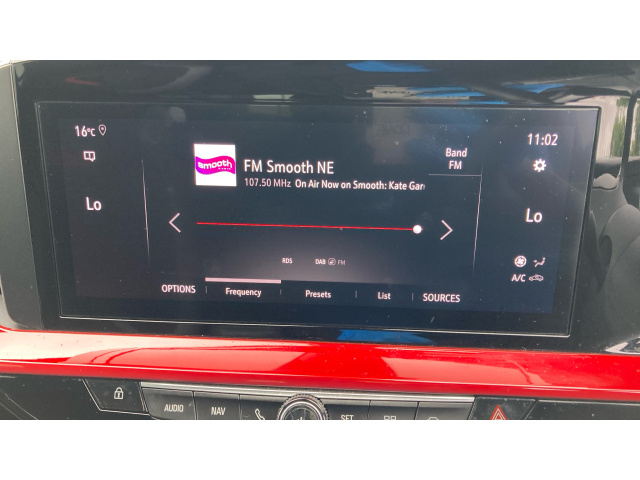 16°C
11:02
smooth
FM Smooth NE
Band
FM
107.50 MHz On Air Now on Smooth: Kate Gar
Lo
Lo
RDS DAB FM
A/C
OPTIONS Frequency Presets List SOURCES
AUDIO NAV SET